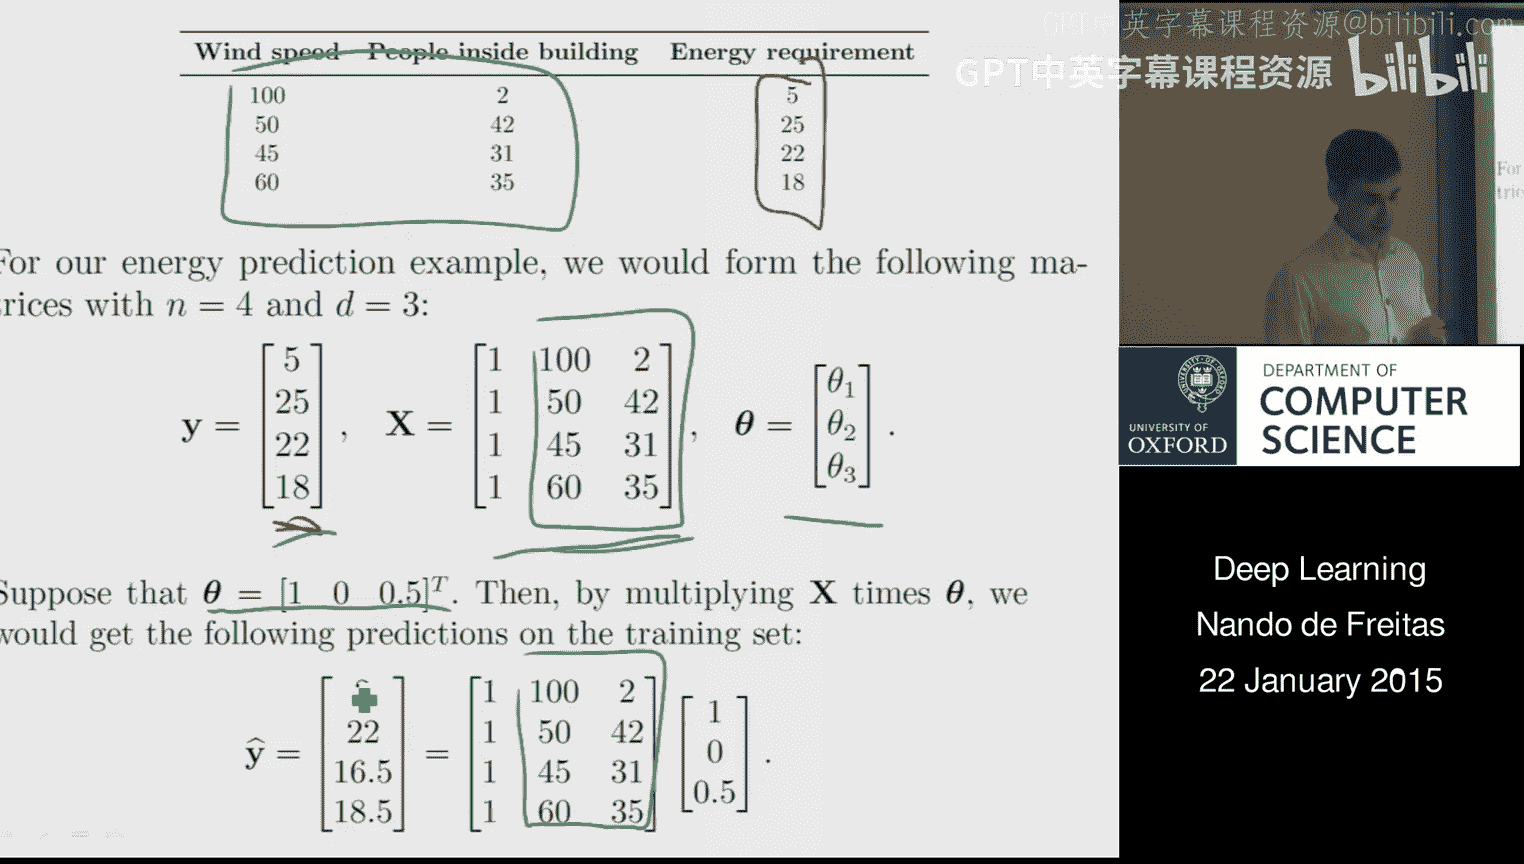 GPT中英字幕课程资源@bilibili.com
GPT中英字幕课程资源 bilibili
Wind speed People inside building Energy requirement
100 2 5
50 42 25
45 31 22
60 35 18
For our energy prediction example, we would form the following ma-
trices with n = 4 and d = 3:
y = [5 25 22 18], X = [1 100 2; 1 50 42; 1 45 31; 1 60 35], θ = [θ1 θ2 θ3].
Suppose that θ = [1 0 0.5]^T. Then, by multiplying X times θ, we
would get the following predictions on the training set:
ŷ = [22 16.5 18.5] = [1 100 2; 1 50 42; 1 45 31; 1 60 35] [1 0 0.5].
For
tric
UNIVERSITY OF
OXFORD
DEPARTMENT OF
COMPUTER
SCIENCE
Deep Learning
Nando de Freitas
22 January 2015